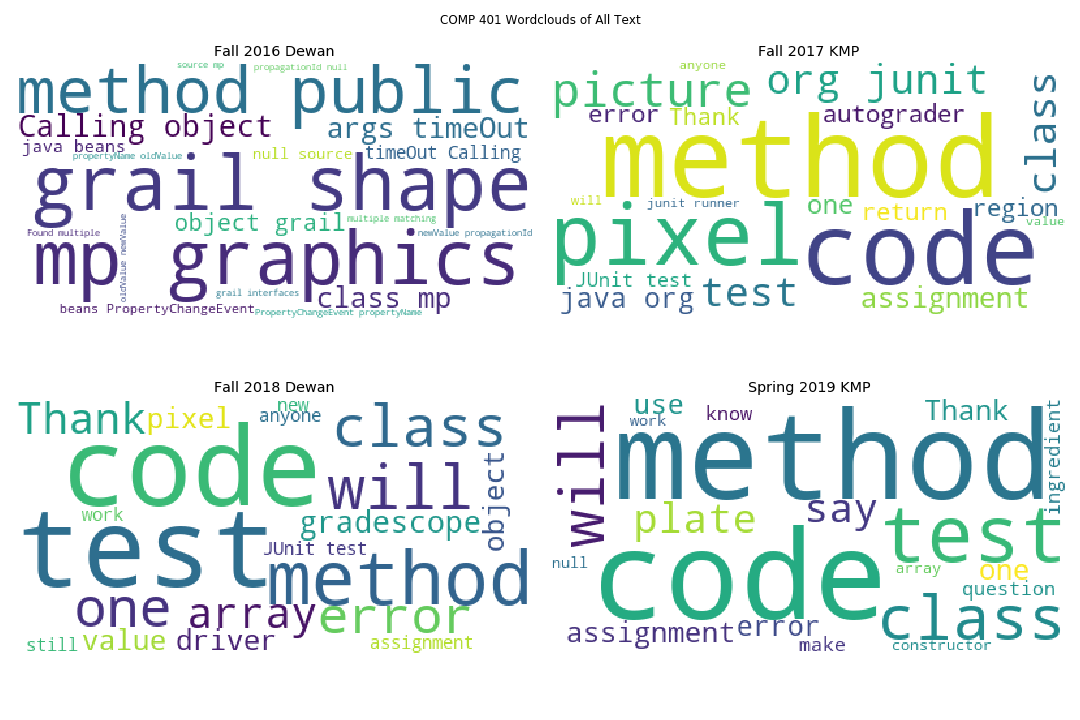 COMP 401 Wordclouds of All Text
Fall 2016 Dewan
source mp
propagationId null
method public
Calling object
args timeOut
java beans
propertyName oldValue
null source
timeOut Calling
grail shape
object grail
multiple matching
Found multiple
oldValue newValue
newValue propagationId
mp graphics
grail interfaces
class mp
beans PropertyChangeEvent
PropertyChangeEvent propertyName
Fall 2017 KMP
anyone
picture
org junit
class
error
Thank
autograder
method
will
junit runner
one
return
region
value
pixel
code
JUnit test
java org
test
assignment
Fall 2018 Dewan
Thank
pixel
new
anyone
class
code
will
object
work
gradescope
test
JUnit test
method
one
array
error
still
value
driver
assignment
Spring 2019 KMP
use
work
know
Thank
will
method
ingredient
plate
say
test
null
code
array
one
question
class
assignment
error
make
constructor